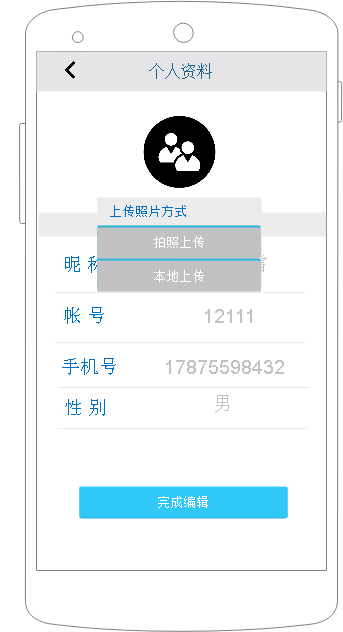 个人资料
上传照片方式
拍照上传
本地上传
昵
帐 号 12111
手机号 17875598432
性 别 男
完成编辑